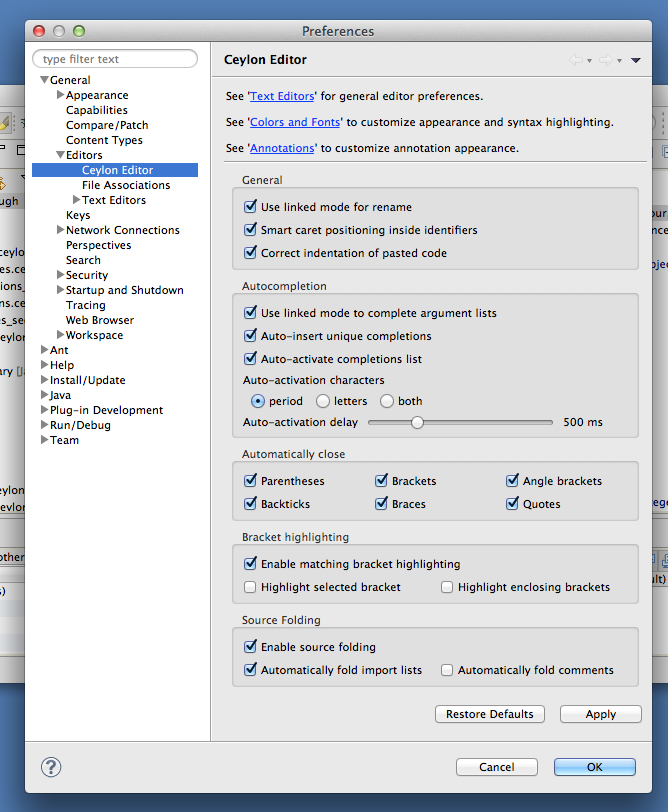 Preferences
type filter text
General
Appearance
Capabilities
Compare/Patch
Content Types
Editors
Ceylon Editor
File Associations
Text Editors
Keys
Network Connections
Perspectives
Search
Security
Startup and Shutdown
Tracing
Web Browser
Workspace
Ant
Help
Install/Update
Java
Plug-in Development
Run/Debug
Team
Ceylon Editor
See 'Text Editors' for general editor preferences.
See 'Colors and Fonts' to customize appearance and syntax highlighting.
See 'Annotations' to customize annotation appearance.
General
Use linked mode for rename
Smart caret positioning inside identifiers
Correct indentation of pasted code
Autocompletion
Use linked mode to complete argument lists
Auto-insert unique completions
Auto-activate completions list
Auto-activation characters
period letters both
Auto-activation delay 500 ms
Automatically close
Parentheses Brackets Angle brackets
Backticks Braces Quotes
Bracket highlighting
Enable matching bracket highlighting
Highlight selected bracket Highlight enclosing brackets
Source Folding
Enable source folding
Automatically fold import lists Automatically fold comments
Restore Defaults Apply
? Cancel OK